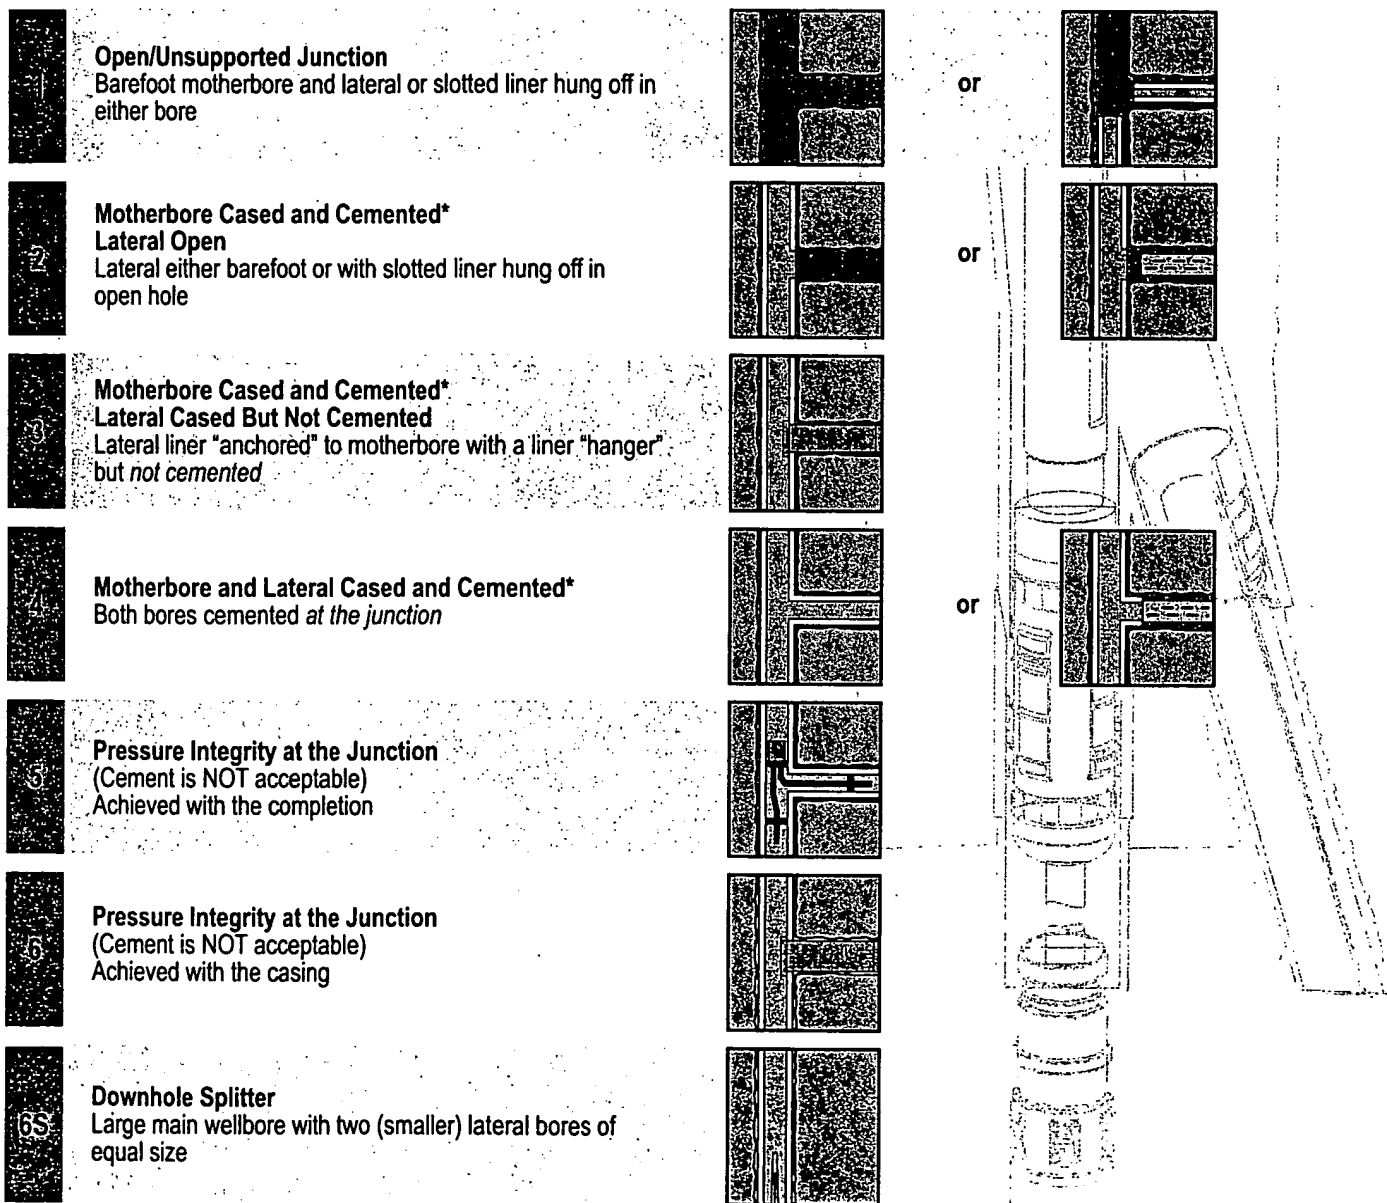 1
Open/Unsupported Junction
Barefoot motherbore and lateral or slotted liner hung off in
either bore
or
2
Motherbore Cased and Cemented*
Lateral Open
Lateral either barefoot or with slotted liner hung off in
open hole
or
3
Motherbore Cased and Cemented*
Lateral Cased But Not Cemented
Lateral liner "anchored" to motherbore with a liner "hanger"
but not cemented
4
Motherbore and Lateral Cased and Cemented*
Both bores cemented at the junction
or
5
Pressure Integrity at the Junction
(Cement is NOT acceptable)
Achieved with the completion
6
Pressure Integrity at the Junction
(Cement is NOT acceptable)
Achieved with the casing
6S
Downhole Splitter
Large main wellbore with two (smaller) lateral bores of
equal size